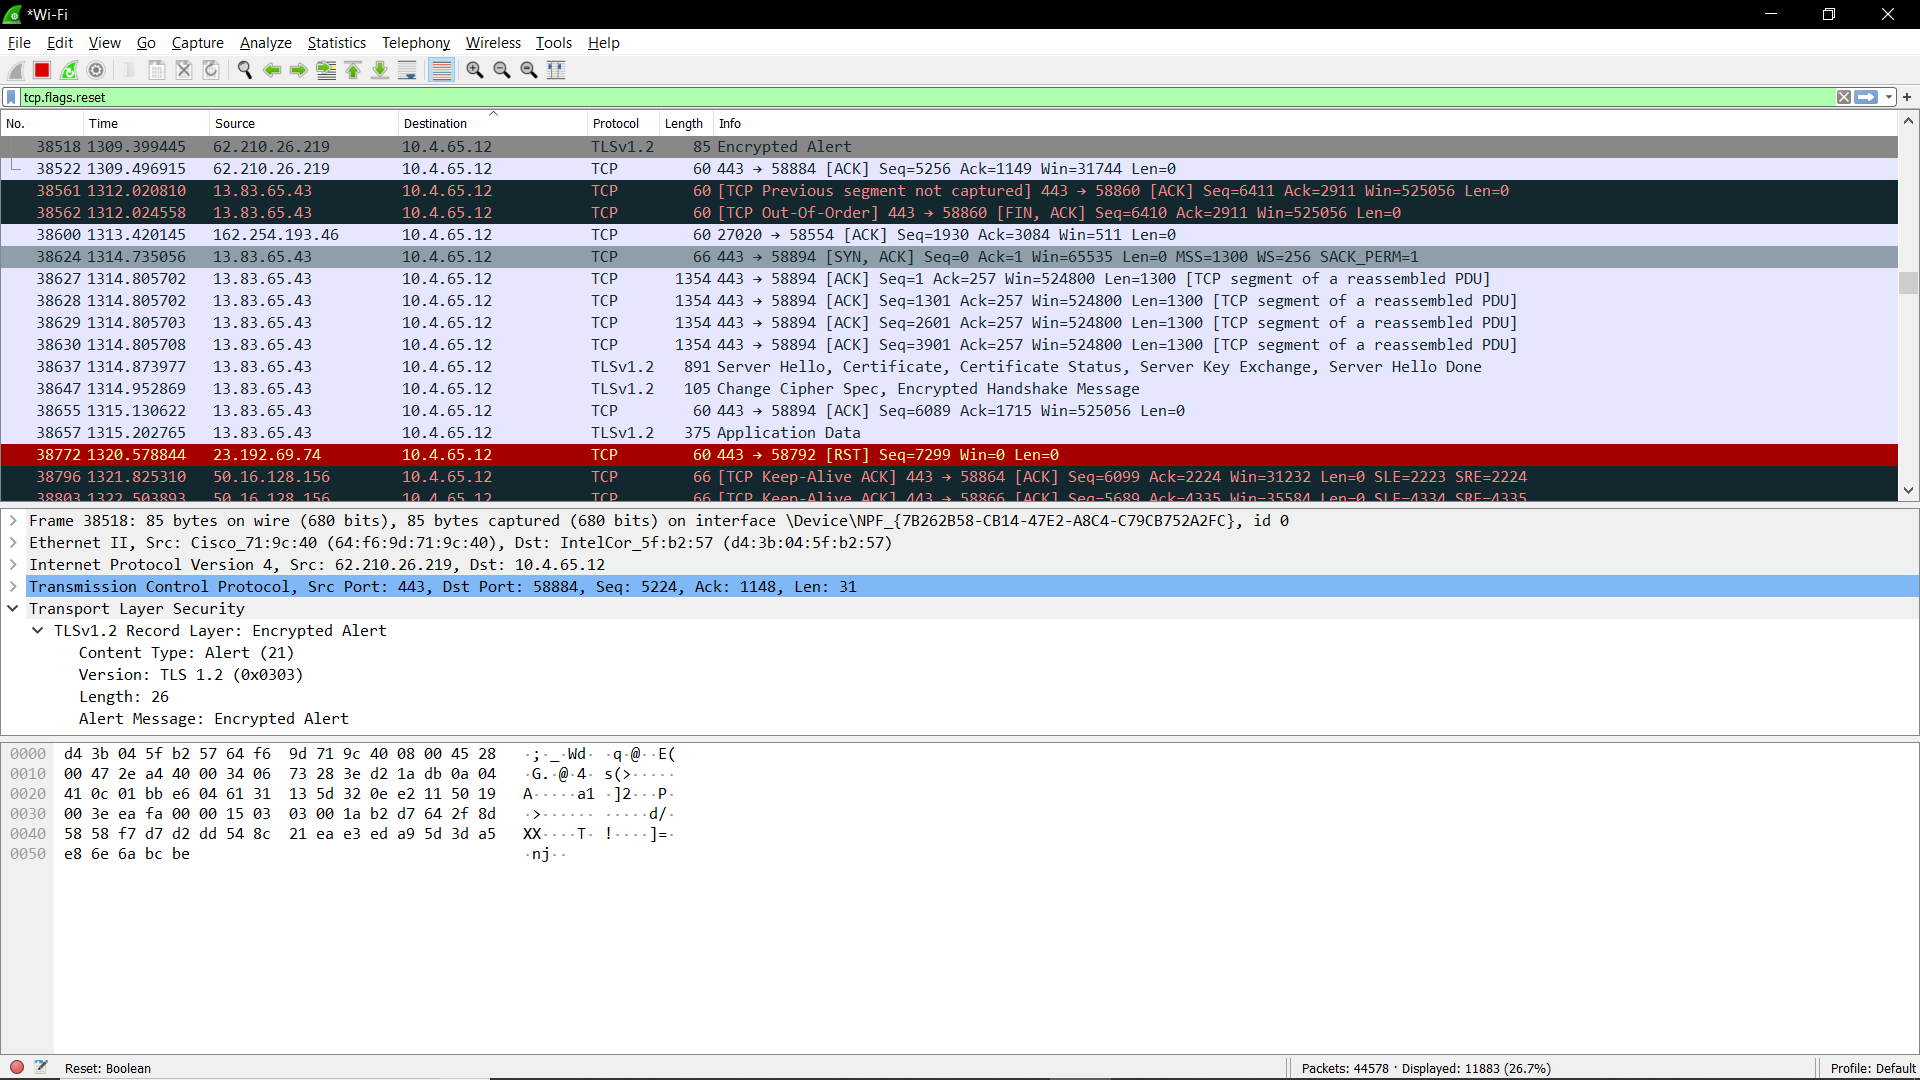 *Wi-Fi
File Edit View Go Capture Analyze Statistics Telephony Wireless Tools Help
tcp.flags.reset
No. Time Source Destination Protocol Length Info
38518 1309.399445 62.210.26.219 10.4.65.12 TLSv1.2 85 Encrypted Alert
38522 1309.496915 62.210.26.219 10.4.65.12 TCP 60 443 → 58884 [ACK] Seq=5256 Ack=1149 Win=31744 Len=0
38561 1312.020810 13.83.65.43 10.4.65.12 TCP 60 [TCP Previous segment not captured] 443 → 58860 [ACK] Seq=6411 Ack=2911 Win=525056 Len=0
38562 1312.024558 13.83.65.43 10.4.65.12 TCP 60 [TCP Out-Of-Order] 443 → 58860 [FIN, ACK] Seq=6410 Ack=2911 Win=525056 Len=0
38600 1313.420145 162.254.193.46 10.4.65.12 TCP 60 27020 → 58554 [ACK] Seq=1930 Ack=3084 Win=511 Len=0
38624 1314.735056 13.83.65.43 10.4.65.12 TCP 66 443 → 58894 [SYN, ACK] Seq=0 Ack=1 Win=65535 Len=0 MSS=1300 WS=256 SACK_PERM=1
38627 1314.805702 13.83.65.43 10.4.65.12 TCP 1354 443 → 58894 [ACK] Seq=1 Ack=257 Win=524800 Len=1300 [TCP segment of a reassembled PDU]
38628 1314.805702 13.83.65.43 10.4.65.12 TCP 1354 443 → 58894 [ACK] Seq=1301 Ack=257 Win=524800 Len=1300 [TCP segment of a reassembled PDU]
38629 1314.805703 13.83.65.43 10.4.65.12 TCP 1354 443 → 58894 [ACK] Seq=2601 Ack=257 Win=524800 Len=1300 [TCP segment of a reassembled PDU]
38630 1314.805708 13.83.65.43 10.4.65.12 TCP 1354 443 → 58894 [ACK] Seq=3901 Ack=257 Win=524800 Len=1300 [TCP segment of a reassembled PDU]
38637 1314.873977 13.83.65.43 10.4.65.12 TLSv1.2 891 Server Hello, Certificate, Certificate Status, Server Key Exchange, Server Hello Done
38647 1314.952869 13.83.65.43 10.4.65.12 TLSv1.2 105 Change Cipher Spec, Encrypted Handshake Message
38655 1315.130622 13.83.65.43 10.4.65.12 TCP 60 443 → 58894 [ACK] Seq=6089 Ack=1715 Win=525056 Len=0
38657 1315.202765 13.83.65.43 10.4.65.12 TLSv1.2 375 Application Data
38772 1320.578844 23.192.69.74 10.4.65.12 TCP 60 443 → 58792 [RST] Seq=7299 Win=0 Len=0
38796 1321.825310 50.16.128.156 10.4.65.12 TCP 66 [TCP Keep-Alive ACK] 443 → 58864 [ACK] Seq=6099 Ack=2224 Win=31232 Len=0 SLE=2223 SRE=2224
38803 1322.503893 50.16.128.156 10.4.65.12 TCP 66 [TCP Keep-Alive ACK] 443 → 58866 [ACK] Seq=5689 Ack=4335 Win=35584 Len=0 SLE=4334 SRE=4335
Frame 38518: 85 bytes on wire (680 bits), 85 bytes captured (680 bits) on interface \Device\NPF_{7B262B58-CB14-47E2-A8C4-C79CB752A2FC}, id 0
Ethernet II, Src: Cisco_71:9c:40 (64:f6:9d:71:9c:40), Dst: IntelCor_5f:b2:57 (d4:3b:04:5f:b2:57)
Internet Protocol Version 4, Src: 62.210.26.219, Dst: 10.4.65.12
Transmission Control Protocol, Src Port: 443, Dst Port: 58884, Seq: 5224, Ack: 1148, Len: 31
Transport Layer Security
TLSv1.2 Record Layer: Encrypted Alert
Content Type: Alert (21)
Version: TLS 1.2 (0x0303)
Length: 26
Alert Message: Encrypted Alert
0000 d4 3b 04 5f b2 57 64 f6 9d 71 9c 40 08 00 45 28 ·;·_·Wd· ·q·@··E(
0010 00 47 2e a4 40 00 34 06 73 28 3e d2 1a db 0a 04 ·G.·@·4· s(>·····
0020 41 0c 01 bb e6 04 61 31 13 5d 32 0e e2 11 50 19 A·····a1 ·]2···P·
0030 00 3e ea fa 00 00 15 03 03 00 1a b2 d7 64 2f 8d ·>······ ·····d/·
0040 58 58 f7 d7 d2 dd 54 8c 21 ea e3 ed a9 5d 3d a5 XX····T· !····]=·
0050 e8 6e 6a bc be ·nj··
Reset: Boolean
Packets: 44578 · Displayed: 11883 (26.7%)
Profile: Default